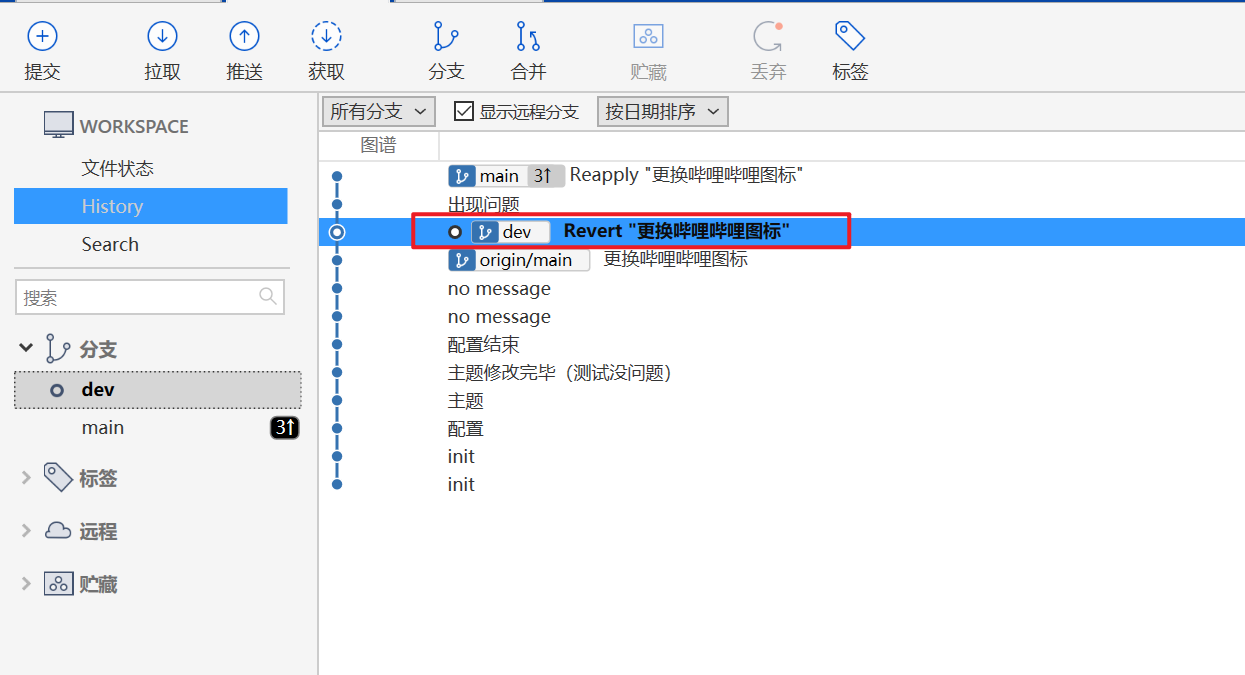 提交 拉取 推送 获取 分支 合并 贮藏 丢弃 标签
WORKSPACE
文件状态
History
Search
搜索
分支
dev
main 3↑
标签
远程
贮藏
所有分支 显示远程分支 按日期排序
图谱
main 3↑ Reapply "更换哔哩哔哩图标"
出现问题
dev Revert "更换哔哩哔哩图标"
origin/main 更换哔哩哔哩图标
no message
no message
配置结束
主题修改完毕（测试没问题）
主题
配置
init
init